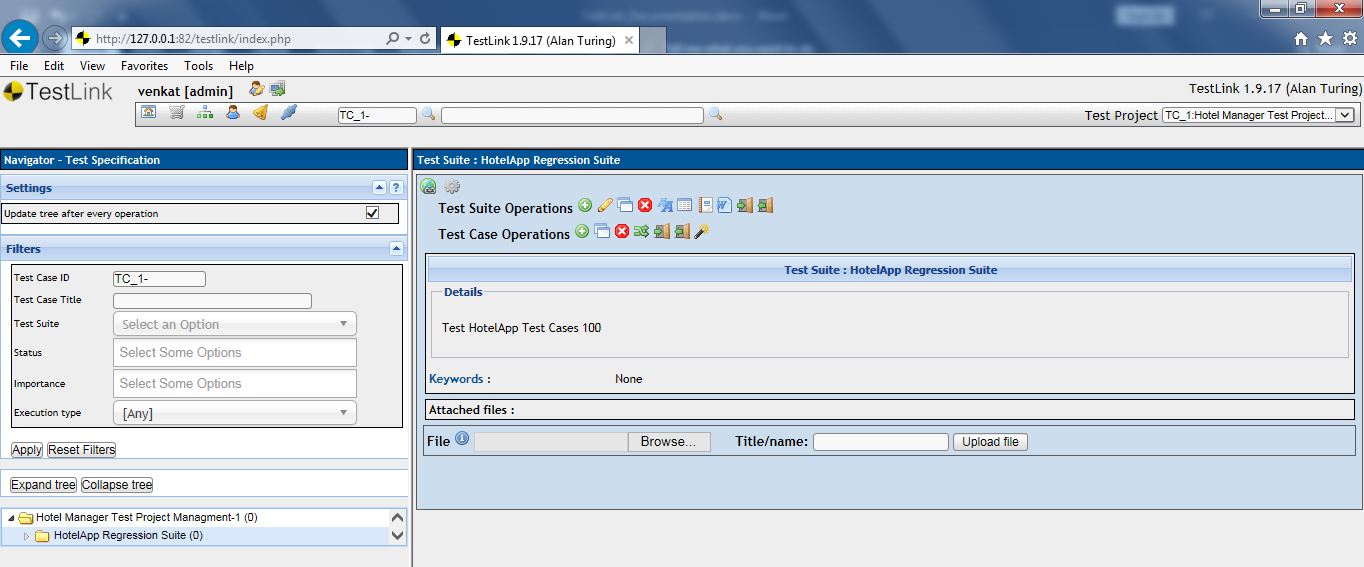 http://127.0.0.1:82/testlink/index.php
TestLink 1.9.17 (Alan Turing)
File Edit View Favorites Tools Help
TestLink
venkat [admin]
TestLink 1.9.17 (Alan Turing)
TC_1-
Test Project TC_1:Hotel Manager Test Project...
Navigator - Test Specification
Settings
?
Update tree after every operation
Filters
Test Case ID TC_1-
Test Case Title
Test Suite Select an Option
Status Select Some Options
Importance Select Some Options
Execution type [Any]
Apply Reset Filters
Expand tree Collapse tree
Hotel Manager Test Project Managment-1 (0)
HotelApp Regression Suite (0)
Test Suite : HotelApp Regression Suite
Test Suite Operations
Test Case Operations
Test Suite : HotelApp Regression Suite
Details
Test HotelApp Test Cases 100
Keywords : None
Attached files :
File Browse... Title/name: Upload file